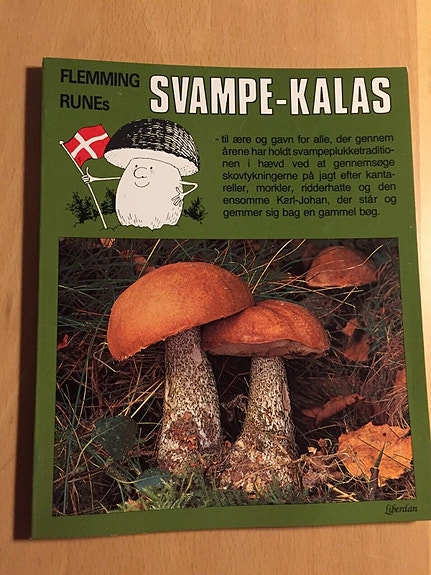 FLEMMING
RUNEs
SVAMPE-KALAS
- til ære og gavn for alle, der gennem
årene har holdt svampeplukketraditio-
nen i hævd ved at gennemsøge
skovtykningerne på jagt efter kanta-
reller, morkler, ridderhatte og den
ensomme Karl-Johan, der står og
gemmer sig bag en gammel bøg.
Liberdan